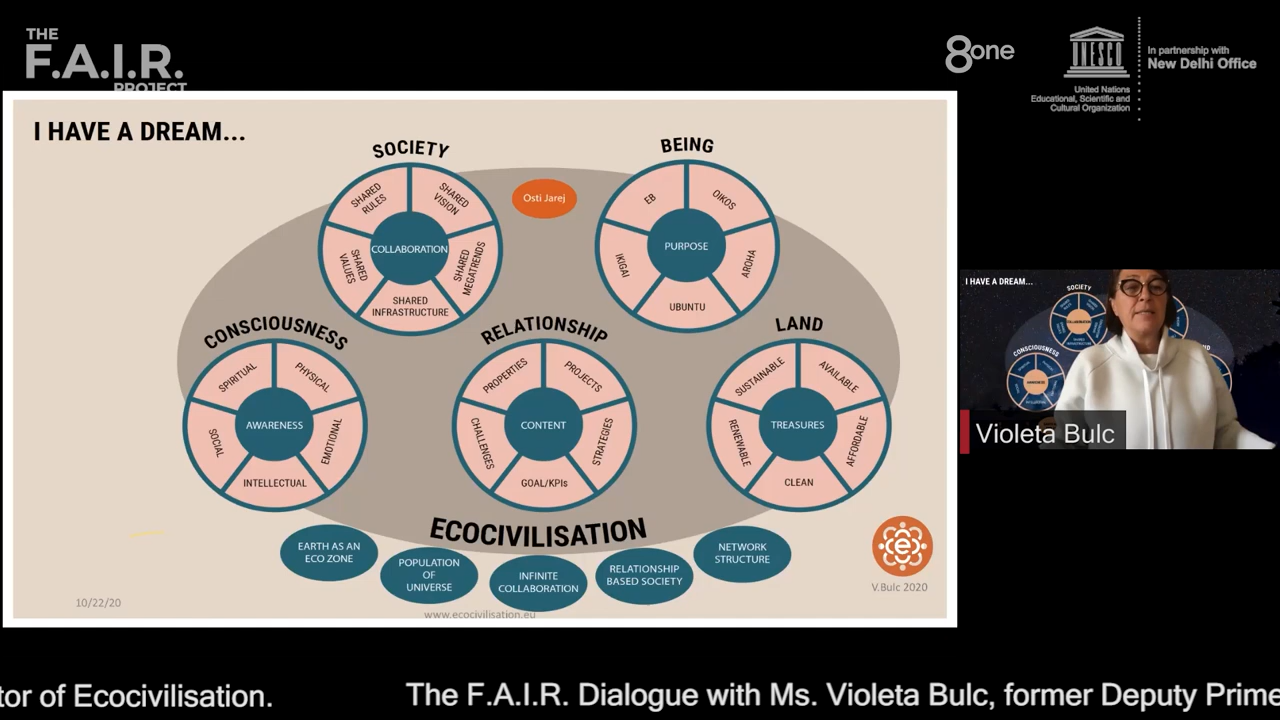 THE
F.A.I.R.
PROJECT
8one
UNESCO
United Nations
Educational, Scientific and
Cultural Organization
In partnership with
New Delhi Office
I HAVE A DREAM...
SOCIETY
SHARED
RULES
SHARED
VISION
SHARED
VALUES
COLLABORATION
SHARED
MEGATRENDS
SHARED
INFRASTRUCTURE
Osti Jarej
BEING
EB
OIKOS
IKIGAI
PURPOSE
AROHA
UBUNTU
CONSCIOUSNESS
SPIRITUAL
PHYSICAL
SOCIAL
AWARENESS
EMOTIONAL
INTELLECTUAL
RELATIONSHIP
PROPERTIES
PROJECTS
CHALLENGES
CONTENT
STRATEGIES
GOAL/KPIs
LAND
SUSTAINABLE
AVAILABLE
RENEWABLE
TREASURES
AFFORDABLE
CLEAN
ECOCIVILISATION
EARTH AS AN
ECO ZONE
POPULATION
OF
UNIVERSE
INFINITE
COLLABORATION
RELATIONSHIP
BASED SOCIETY
NETWORK
STRUCTURE
e
V.Bulc 2020
10/22/20
www.ecocivilisation.eu
I HAVE A DREAM...
SOCIETY
COLLABORATION
CONSCIOUSNESS
AWARENESS
Violeta Bulc
tor of Ecocivilisation.
The F.A.I.R. Dialogue with Ms. Violeta Bulc, former Deputy Prime